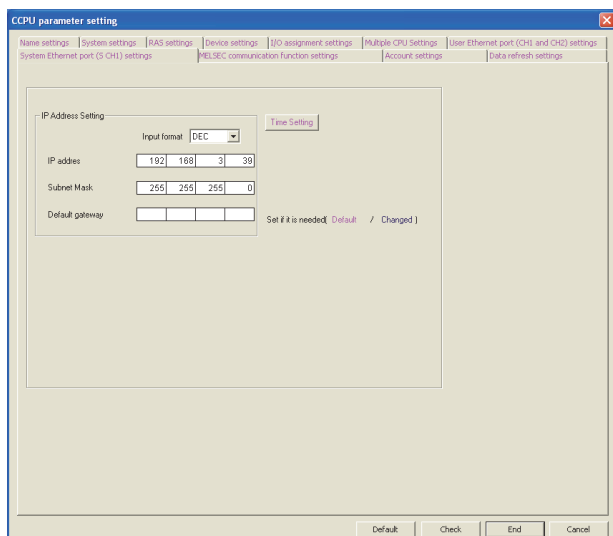 CCPU parameter setting
Name settings System settings RAS settings Device settings I/O assignment settings Multiple CPU Settings User Ethernet port (CH1 and CH2) settings
System Ethernet port (S CH1) settings MELSEC communication function settings Account settings Data refresh settings
IP Address Setting
Time Setting
Input format DEC
IP addres 192 168 3 39
Subnet Mask 255 255 255 0
Default gateway
Set if it is needed( Default / Changed )
Default Check End Cancel